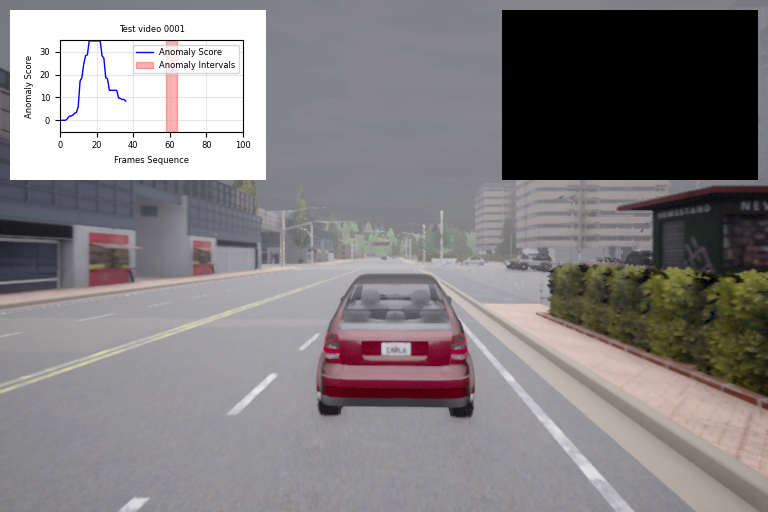 Test video 0001
Anomaly Score
Anomaly Intervals
Anomaly Score
30
20
10
0
0 20 40 60 80 100
Frames Sequence
NEWSSTAND
NEW
CARLA